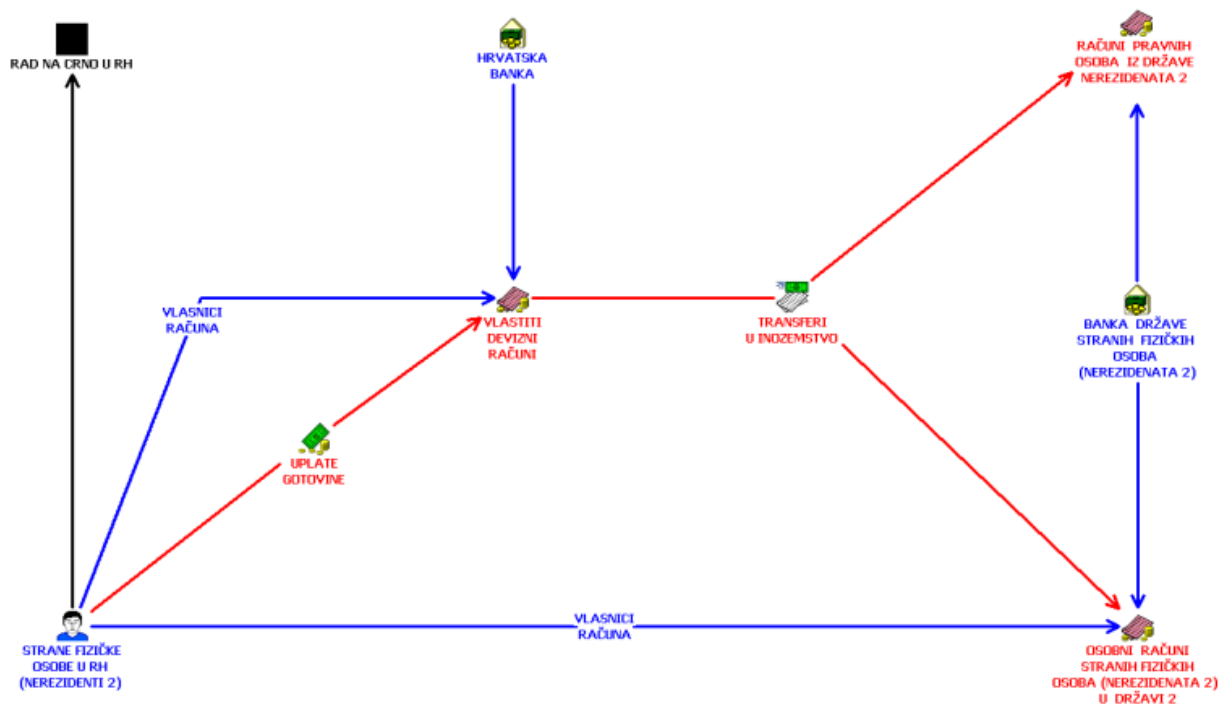 RAD NA CRNO U RH
HRVATSKA
BANKA
RAČUNI PRAVNIH
OSOBA IZ DRŽAVE
NEREZIDENATA 2
VLASNICI
RAČUNA
VLASTITI
DEVIZNI
RAČUNI
TRANSFERI
U INOZEMSTVO
BANKA DRŽAVE
STRANIH FIZIČKIH
OSOBA
(NEREZIDENATA 2)
UPLATE
GOTOVINE
STRANE FIZIČKE
OSOBE U RH
(NEREZIDENTI 2)
VLASNICI
RAČUNA
OSOBNI RAČUNI
STRANIH FIZIČKIH
OSOBA (NEREZIDENATA 2)
U DRŽAVI 2